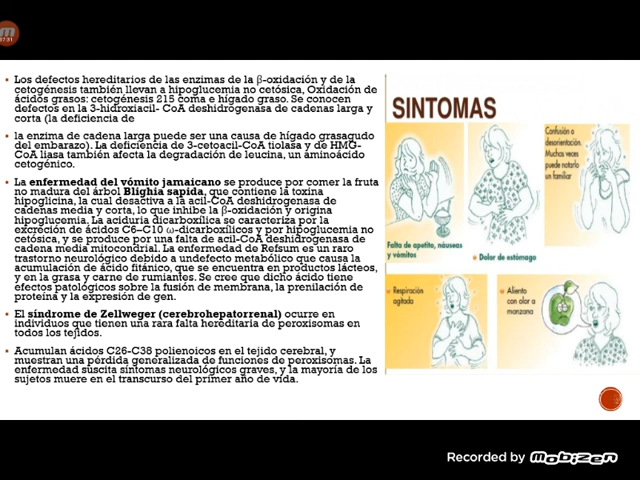 17:31
• Los defectos hereditarios de las enzimas de la β-oxidación y de la
cetogénesis también llevan a hipoglucemia no cetósica, Oxidación de
ácidos grasos: cetogénesis 215 coma e hígado graso. Se conocen
defectos en la 3-hidroxiacil- CoA deshidrogenasa de cadenas larga y
corta (la deficiencia de
• la enzima de cadena larga puede ser una causa de hígado grasagudo
del embarazo). La deficiencia de 3-cetoacil-CoA tiolasa y de HMG-
CoA liasa también afecta la degradación de leucina, un aminoácido
cetogénico.
• La enfermedad del vómito jamaicano se produce por comer la fruta
no madura del árbol Blighia sapida, que contiene la toxina
hipoglicina, la cual desactiva a la acil-CoA deshidrogenasa de
cadenas media y corta, lo que inhibe la β-oxidación y origina
hipoglucemia. La aciduria dicarboxílica se caracteriza por la
excreción de ácidos C6–C10 ω-dicarboxílicos y por hipoglucemia no
cetósica, y se produce por una falta de acil-CoA deshidrogenasa de
cadena media mitocondrial. La enfermedad de Refsum es un raro
trastorno neurológico debido a undefecto metabólico que causa la
acumulación de ácido fitánico, que se encuentra en productos lácteos,
y en la grasa y carne de rumiantes. Se cree que dicho ácido tiene
efectos patológicos sobre la fusión de membrana, la prenilación de
proteína y la expresión de gen.
• El síndrome de Zellweger (cerebrohepatorrenal) ocurre en
individuos que tienen una rara falta hereditaria de peroxisomas en
todos los tejidos.
• Acumulan ácidos C26-C38 polienoicos en el tejido cerebral, y
muestran una pérdida generalizada de funciones de peroxisomas. La
enfermedad suscita síntomas neurológicos graves, y la mayoría de los
sujetos muere en el transcurso del primer año de vida.
SINTOMAS
Falta de apetito, náuseas
y vómitos
• Dolor de estómago
Confusión o
desorientación.
Muchas veces
puede notarlo
un familiar
• Respiración
agitada
• Aliento
con olor a
manzana
Recorded by mobizen